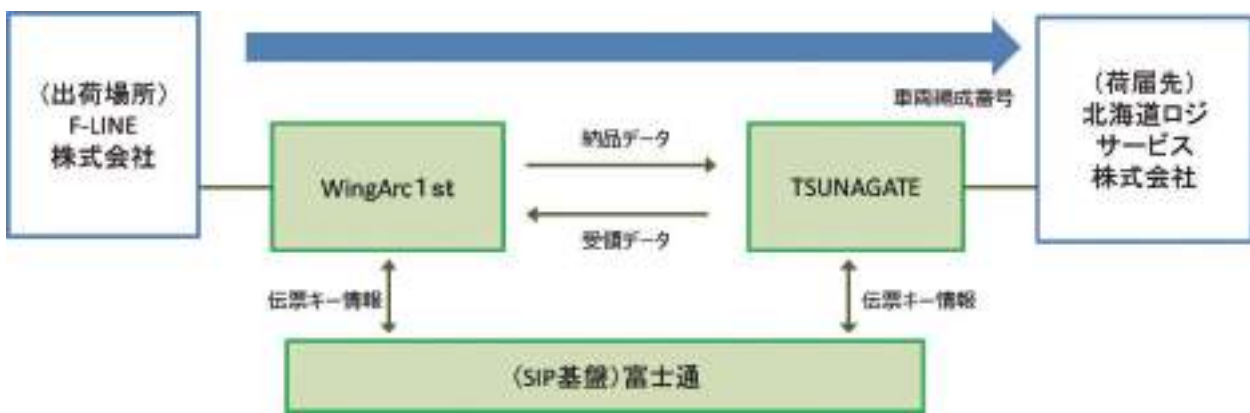 (出荷場所)
F-LINE
株式会社
車両編成番号
(荷届先)
北海道ロジ
サービス
株式会社
納品データ
WingArc1st
TSUNAGATE
受領データ
伝票キー情報
伝票キー情報
(SIP基盤)富士通